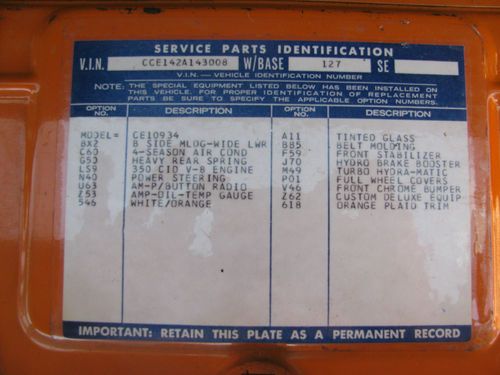 SERVICE PARTS IDENTIFICATION
V.I.N. CCE142A143008 W/BASE 127 SE
V.I.N. — VEHICLE IDENTIFICATION NUMBER
NOTE: THE SPECIAL EQUIPMENT LISTED BELOW HAS BEEN INSTALLED ON
THIS VEHICLE. FOR PROPER IDENTIFICATION OF REPLACEMENT
PARTS BE SURE TO SPECIFY THE APPLICABLE OPTION NUMBERS.
OPTION NO. DESCRIPTION OPTION NO. DESCRIPTION
MODEL= CE10934 A11 TINTED GLASS
BX2 B SIDE MLDG-WIDE LWR B85 BELT MOLDING
C60 4-SEASON AIR COND F59 FRONT STABILIZER
G50 HEAVY REAR SPRING J70 HYDRO BRAKE BOOSTER
LS9 350 CID V-8 ENGINE M49 TURBO HYDRA-MATIC
N40 POWER STEERING P01 FULL WHEEL COVERS
U63 AM-P/BUTTON RADIO V46 FRONT CHROME BUMPER
Z53 AMP-OIL-TEMP GAUGE Z62 CUSTOM DELUXE EQUIP
546 WHITE/ORANGE 618 ORANGE PLAID TRIM
IMPORTANT: RETAIN THIS PLATE AS A PERMANENT RECORD